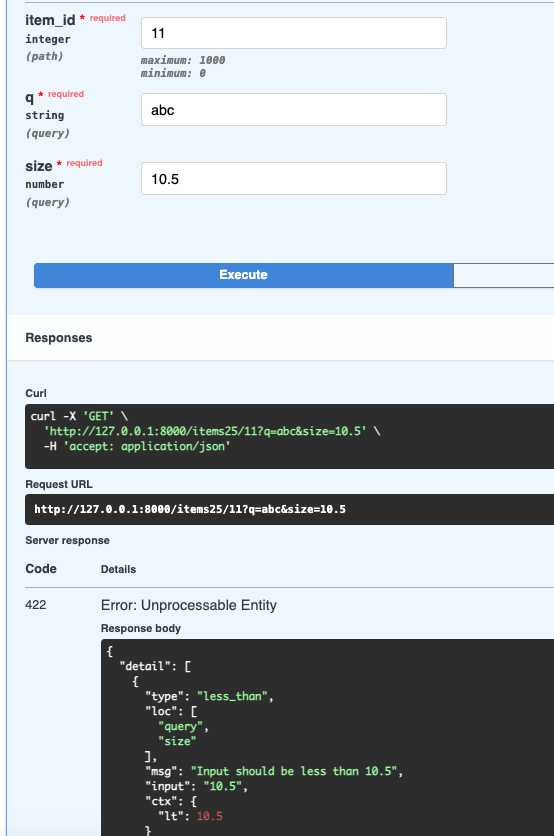 item_id * required
integer
(path)
11
maximum: 1000
minimum: 0
q * required
string
(query)
abc
size * required
number
(query)
10.5
Execute
Responses
Curl
curl -X 'GET' \
  'http://127.0.0.1:8000/items25/11?q=abc&size=10.5' \
  -H 'accept: application/json'
Request URL
http://127.0.0.1:8000/items25/11?q=abc&size=10.5
Server response
Code Details
422 Error: Unprocessable Entity
Response body
{
  "detail": [
    {
      "type": "less_than",
      "loc": [
        "query",
        "size"
      ],
      "msg": "Input should be less than 10.5",
      "input": "10.5",
      "ctx": {
        "lt": 10.5
      }